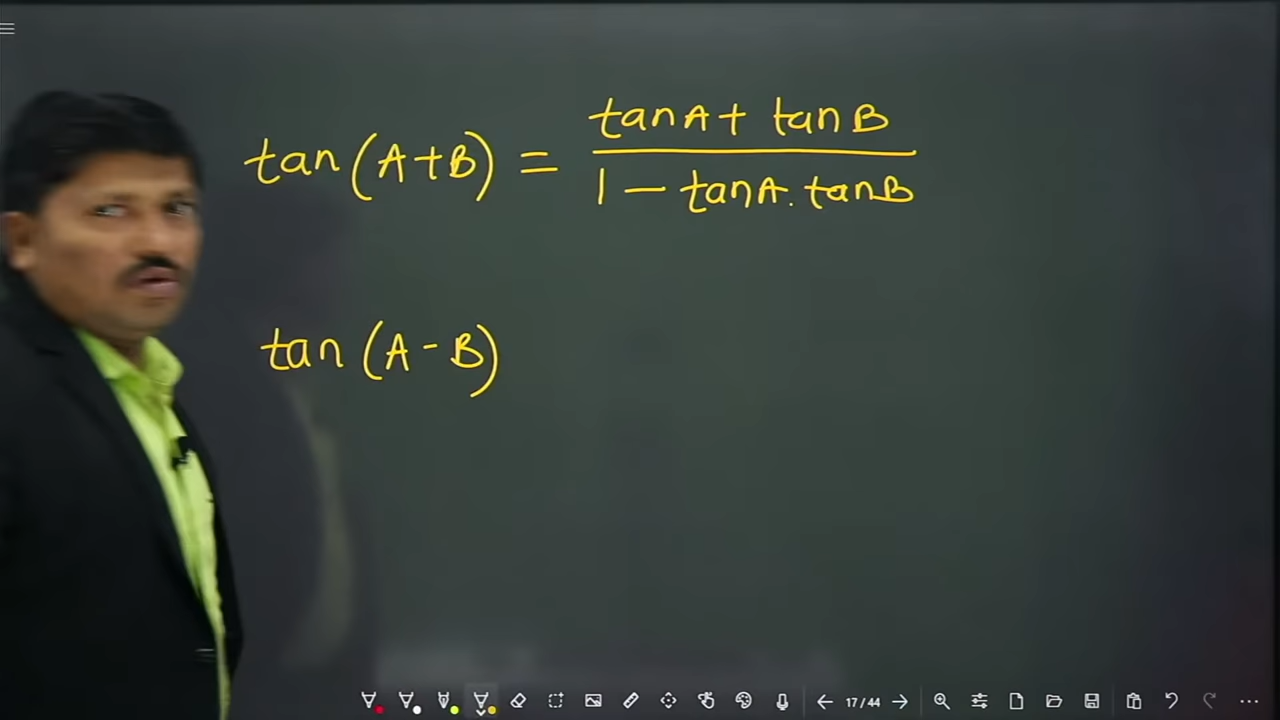 tan(A+B) = tanA + tanB / 1 - tanA.tanB
tan(A-B)
17/44